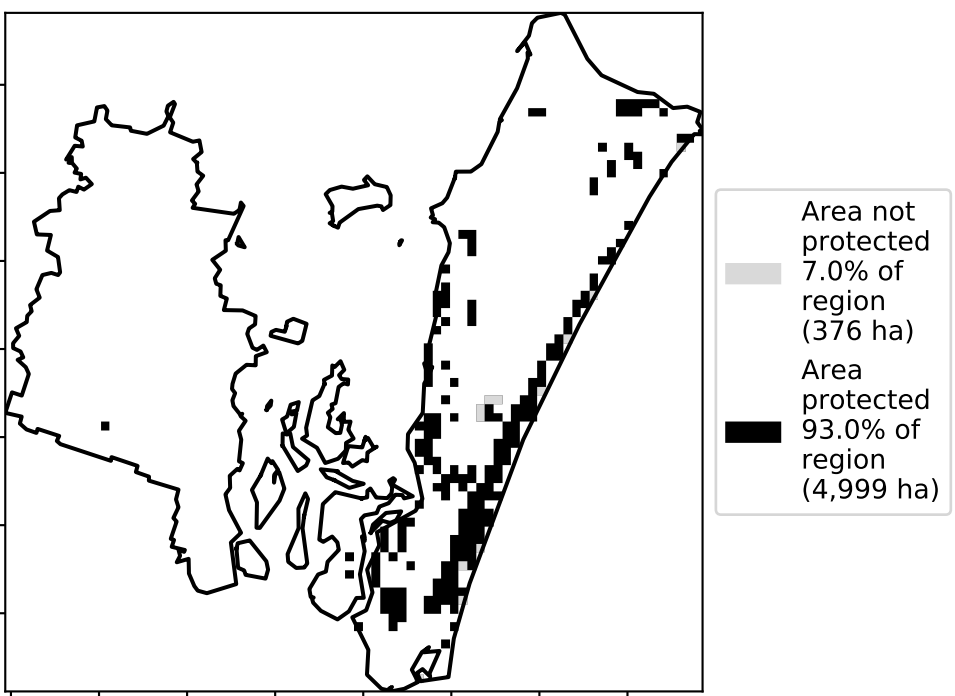 Area not
protected
7.0% of
region
(376 ha)
Area
protected
93.0% of
region
(4,999 ha)